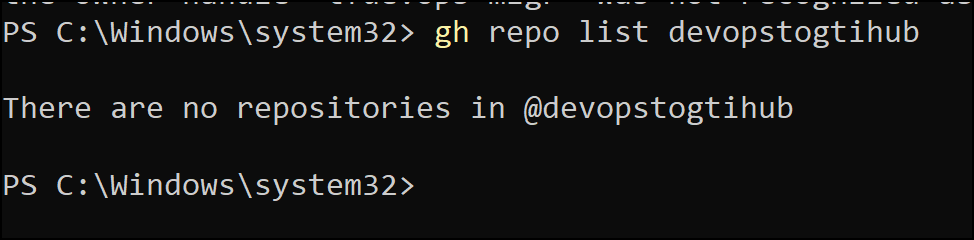 PS C:\Windows\system32> gh repo list devopstogtihub
There are no repositories in @devopstogtihub
PS C:\Windows\system32>